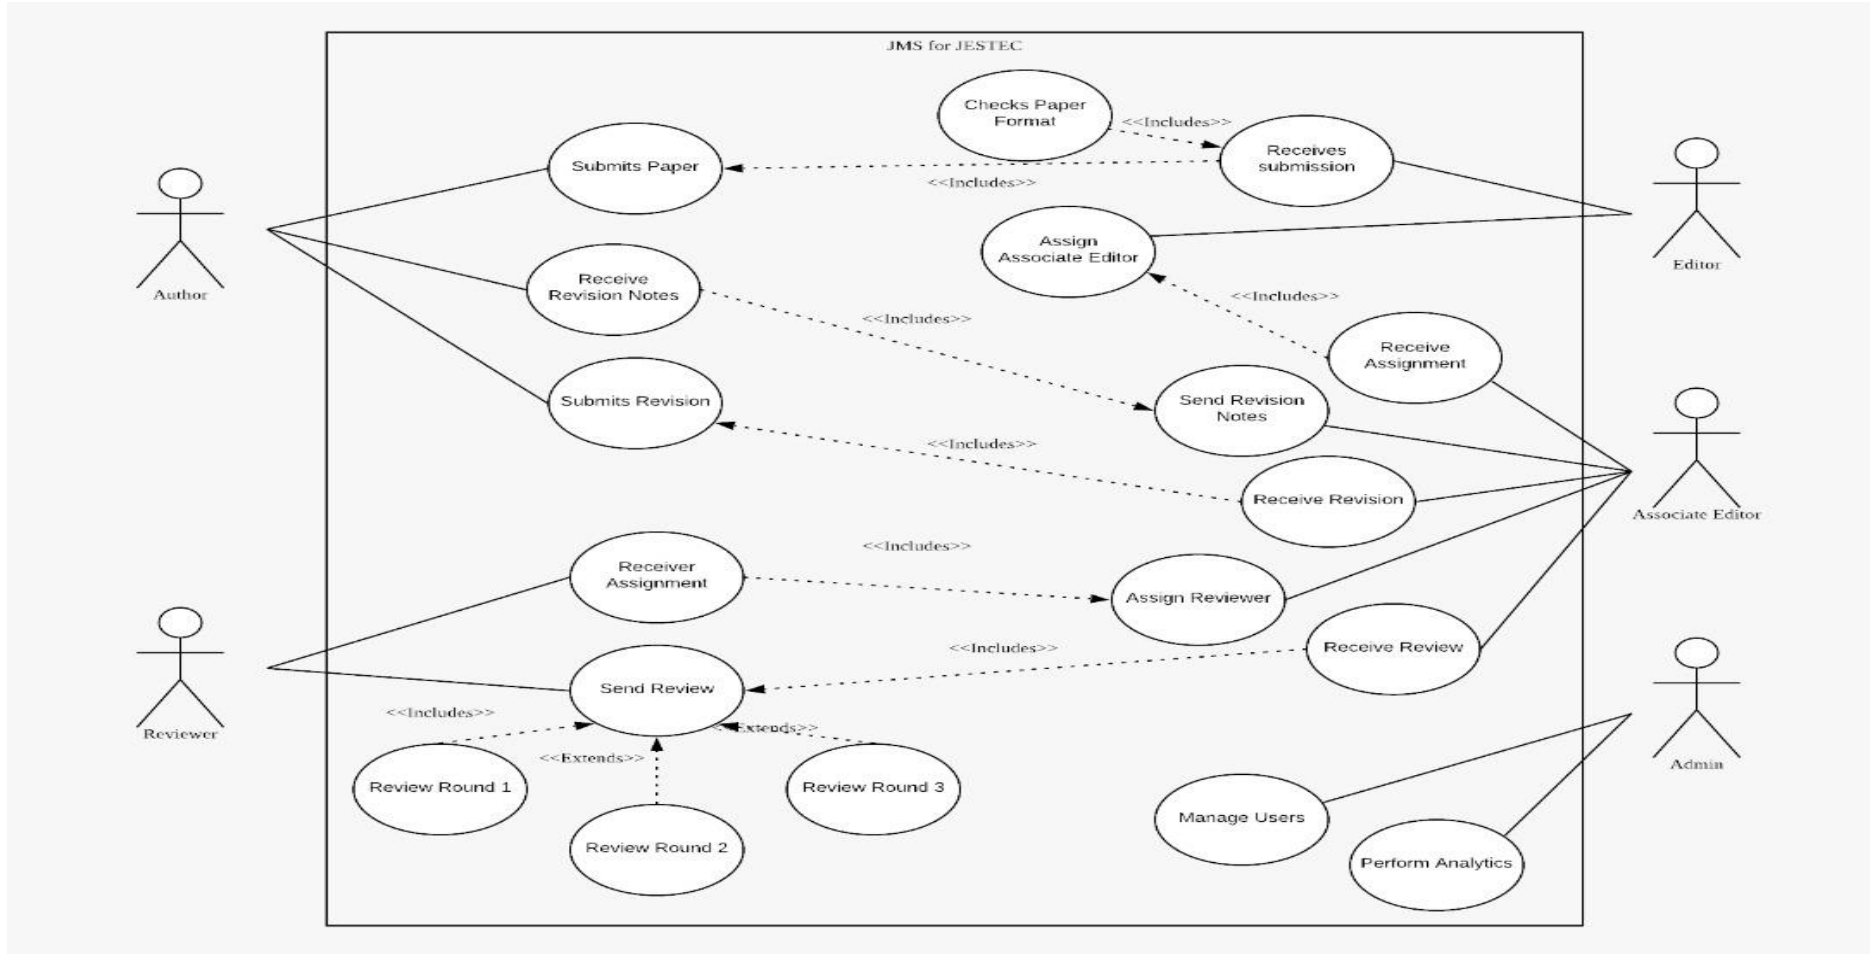 JMS for JESTEC
Checks Paper
Format
<<Includes>>
Receives
submission
Submits Paper
<<Includes>>
Author
Editor
Assign
Associate Editor
Receive
Revision Notes
<<Includes>>
<<Includes>>
Receive
Assignment
Submits Revision
Send Revision
Notes
<<Includes>>
Receive Revision
Associate Editor
Receiver
Assignment
<<Includes>>
Assign Reviewer
Reviewer
Send Review
<<Includes>>
Receive Review
<<Includes>>
<<Extends>>
<<Extends>>
Review Round 1
Review Round 2
Review Round 3
Admin
Manage Users
Perform Analytics